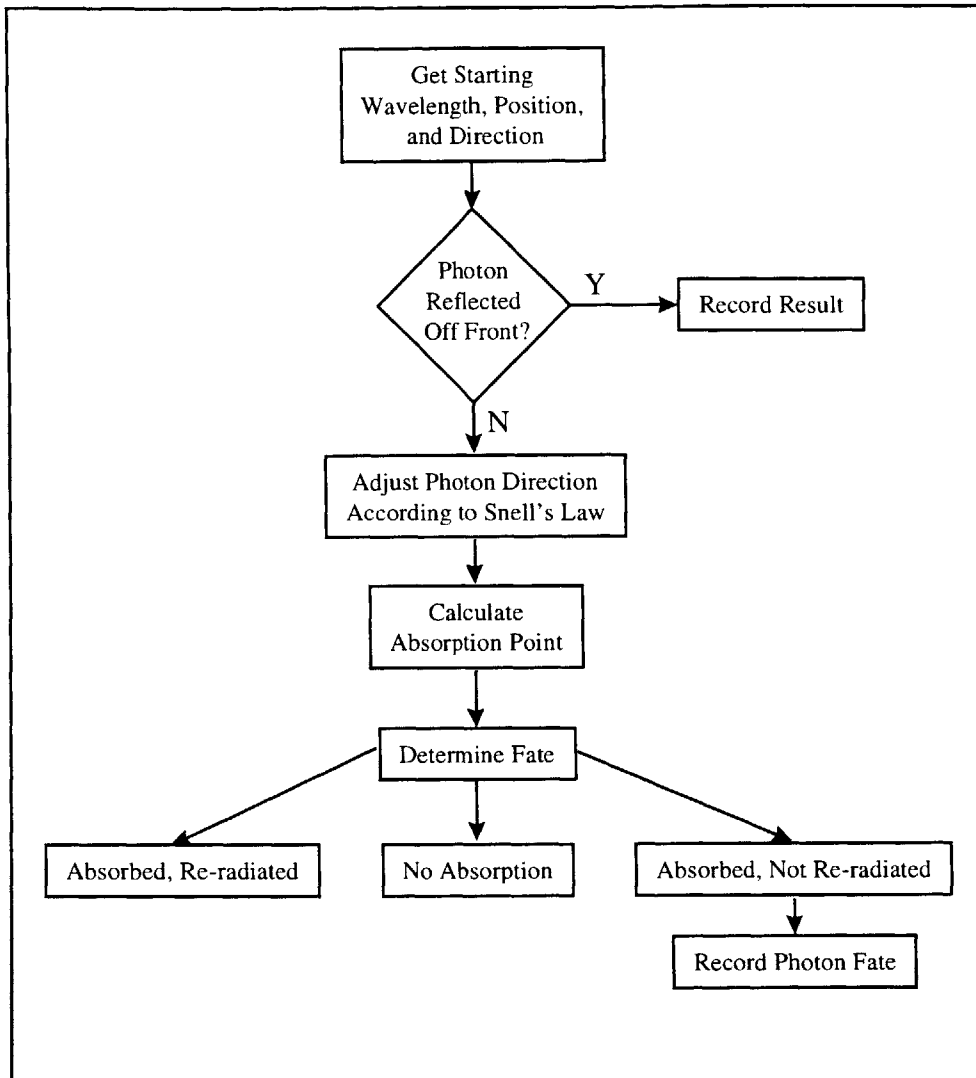 Get Starting
Wavelength, Position,
and Direction
Photon
Reflected
Off Front?
Y
Record Result
N
Adjust Photon Direction
According to Snell's Law
Calculate
Absorption Point
Determine Fate
Absorbed, Re-radiated
No Absorption
Absorbed, Not Re-radiated
Record Photon Fate